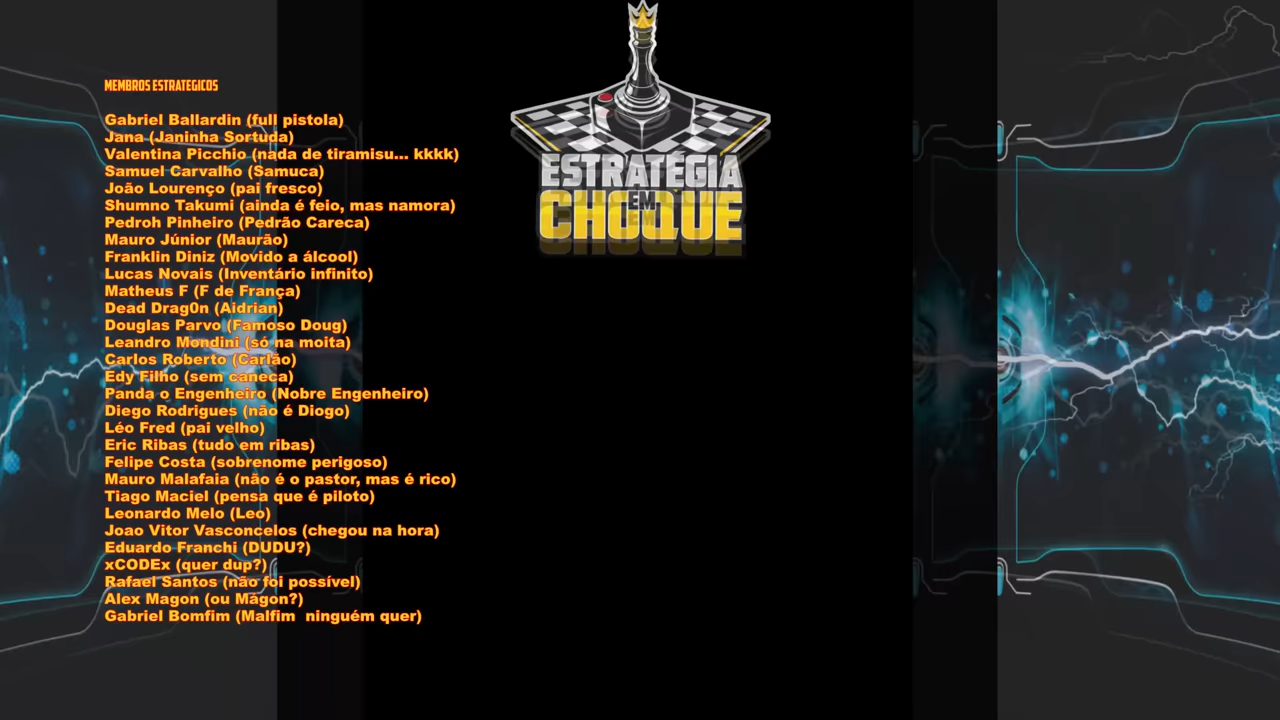 MEMBROS ESTRATEGICOS
Gabriel Ballardin (full pistola)
Jana (Janinha Sortuda)
Valentina Picchio (nada de tiramisu... kkkk)
Samuel Carvalho (Samuca)
João Lourenço (pai fresco)
Shumno Takumi (ainda é feio, mas namora)
Pedroh Pinheiro (Pedrão Careca)
Mauro Júnior (Maurão)
Franklin Diniz (Movido a álcool)
Lucas Novais (Inventário infinito)
Matheus F (F de França)
Dead Drag0n (Aidrian)
Douglas Parvo (Famoso Doug)
Leandro Mondini (só na moita)
Carlos Roberto (Carlão)
Edy Filho (sem caneca)
Panda o Engenheiro (Nobre Engenheiro)
Diego Rodrigues (não é Diogo)
Léo Fred (pai velho)
Eric Ribas (tudo em ribas)
Felipe Costa (sobrenome perigoso)
Mauro Malafaia (não é o pastor, mas é rico)
Tiago Maciel (pensa que é piloto)
Leonardo Melo (Leo)
Joao Vitor Vasconcelos (chegou na hora)
Eduardo Franchi (DUDU?)
xCODEx (quer dup?)
Rafael Santos (não foi possível)
Alex Magon (ou Mágon?)
Gabriel Bomfim (Malfim  ninguém quer)
ESTRATÉGIA
EM
CHOQUE